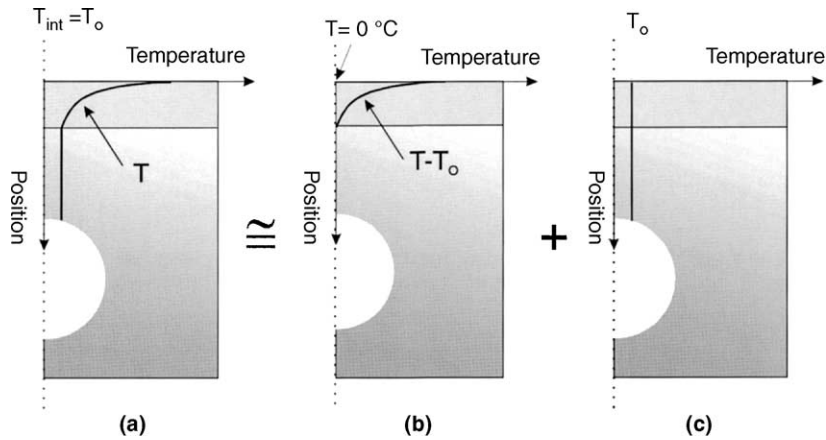 T_int = T_o
Temperature
T
Position
(a)
≅
T= 0 °C
Temperature
T-T_o
Position
(b)
+
T_o
Temperature
Position
(c)